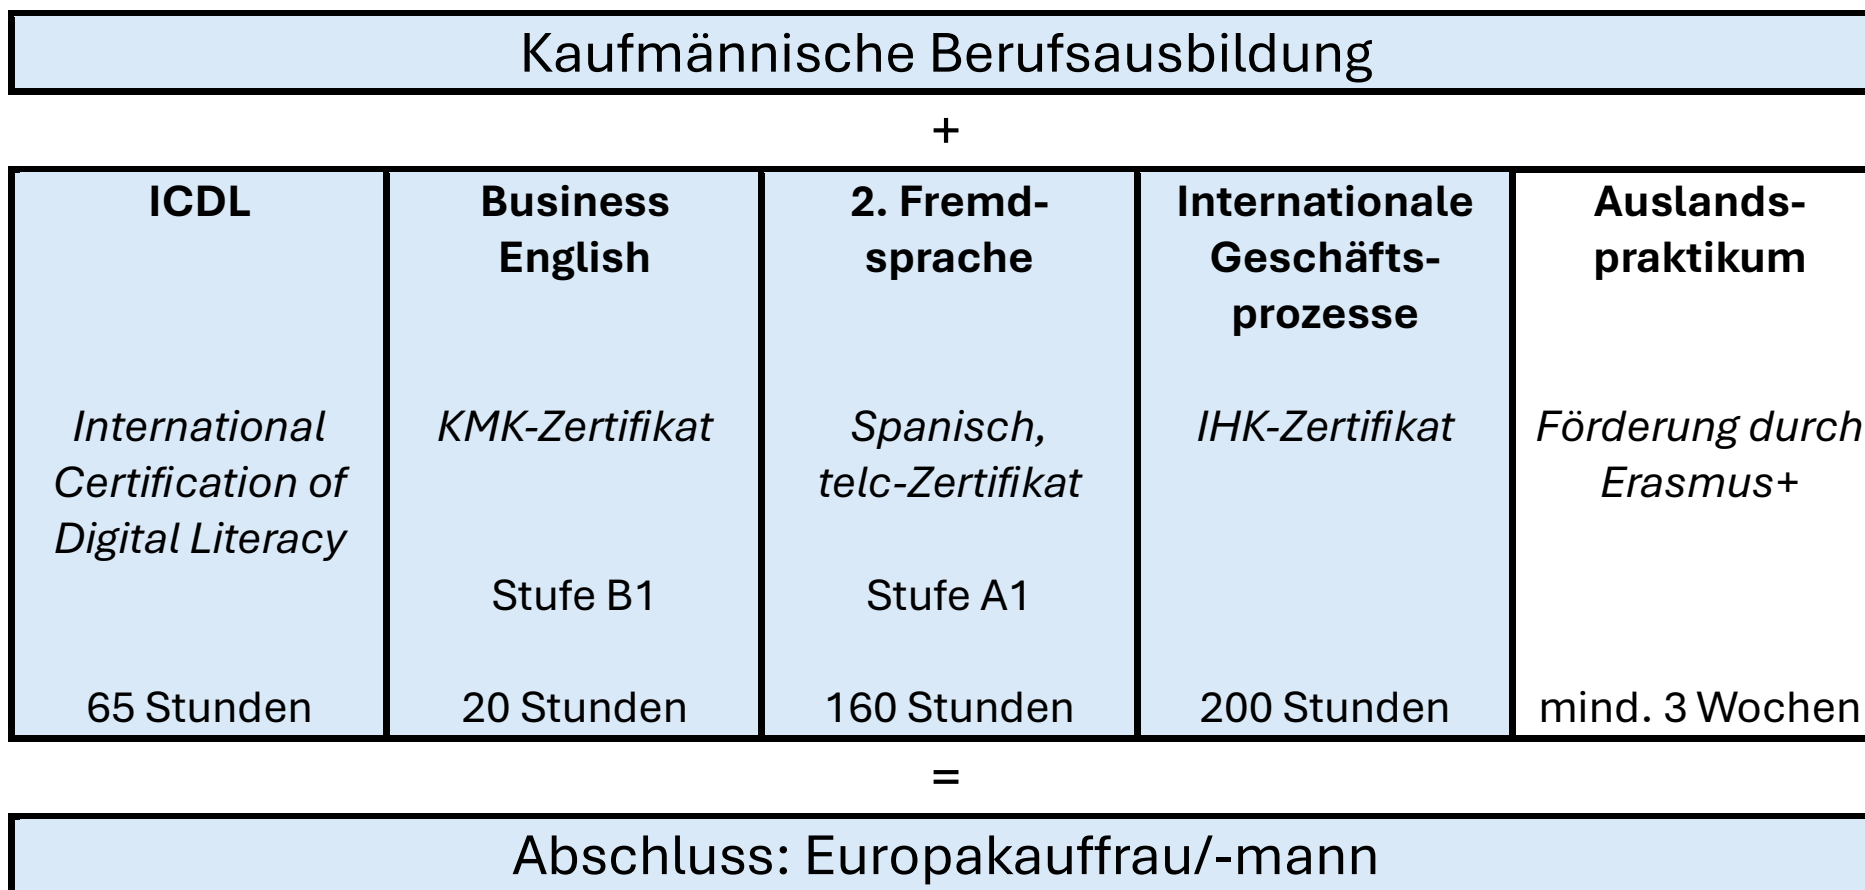 Kaufmännische Berufsausbildung
+
ICDL
International
Certification of
Digital Literacy
65 Stunden
Business
English
KMK-Zertifikat
Stufe B1
20 Stunden
2. Fremd-
sprache
Spanisch,
telc-Zertifikat
Stufe A1
160 Stunden
Internationale
Geschäfts-
prozesse
IHK-Zertifikat
200 Stunden
Auslands-
praktikum
Förderung durch
Erasmus+
mind. 3 Wochen
=
Abschluss: Europakauffrau/-mann